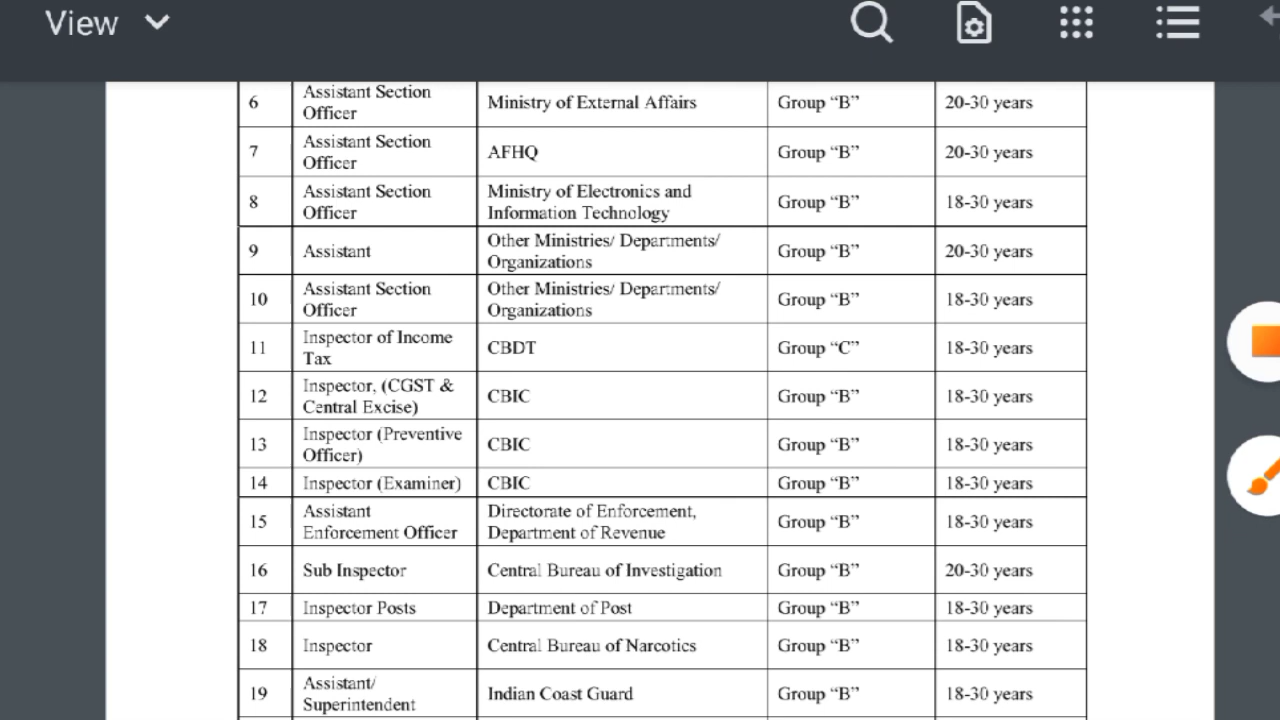 View
6 Assistant Section Officer Ministry of External Affairs Group “B” 20-30 years
7 Assistant Section Officer AFHQ Group “B” 20-30 years
8 Assistant Section Officer Ministry of Electronics and Information Technology Group “B” 18-30 years
9 Assistant Other Ministries/ Departments/ Organizations Group “B” 20-30 years
10 Assistant Section Officer Other Ministries/ Departments/ Organizations Group “B” 18-30 years
11 Inspector of Income Tax CBDT Group “C” 18-30 years
12 Inspector, (CGST & Central Excise) CBIC Group “B” 18-30 years
13 Inspector (Preventive Officer) CBIC Group “B” 18-30 years
14 Inspector (Examiner) CBIC Group “B” 18-30 years
15 Assistant Enforcement Officer Directorate of Enforcement, Department of Revenue Group “B” 18-30 years
16 Sub Inspector Central Bureau of Investigation Group “B” 20-30 years
17 Inspector Posts Department of Post Group “B” 18-30 years
18 Inspector Central Bureau of Narcotics Group “B” 18-30 years
19 Assistant/ Superintendent Indian Coast Guard Group “B” 18-30 years